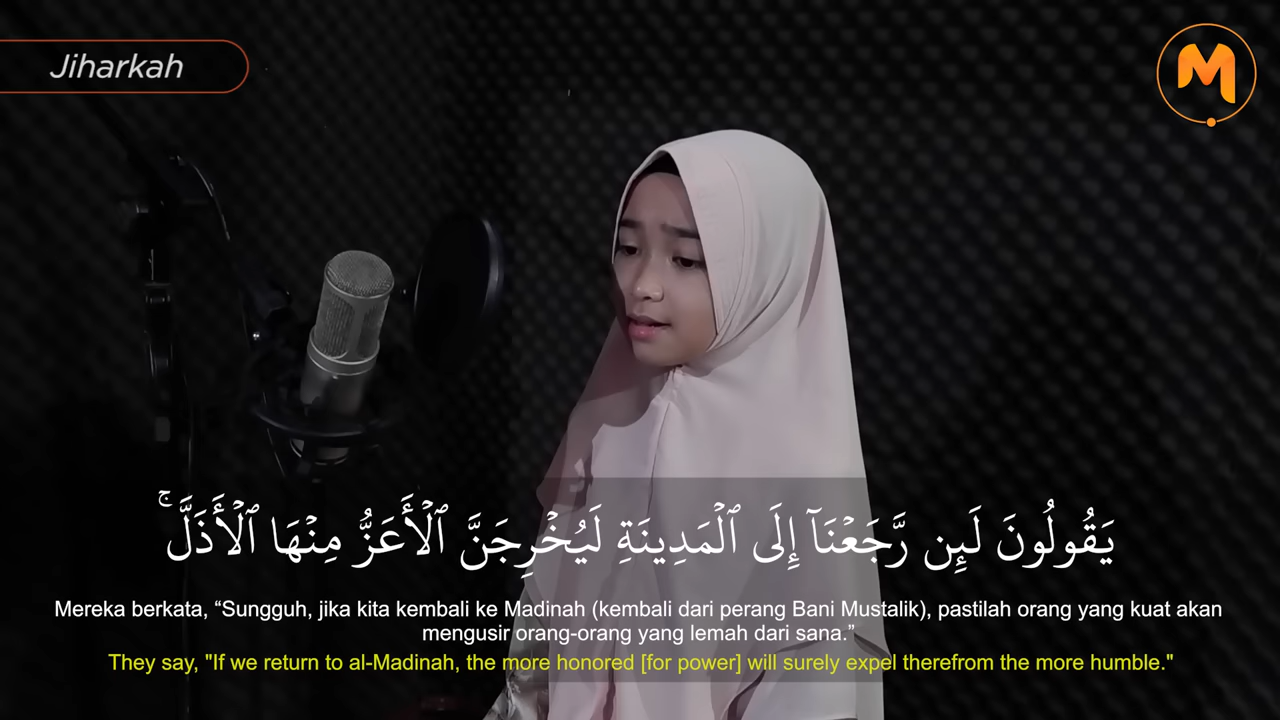 Jiharkah
M
يَقُولُونَ لَئِن رَّجَعْنَآ إِلَى ٱلْمَدِينَةِ لَيُخْرِجَنَّ ٱلْأَعَزُّ مِنْهَا ٱلْأَذَلَّ ۚ
Mereka berkata, “Sungguh, jika kita kembali ke Madinah (kembali dari perang Bani Mustalik), pastilah orang yang kuat akan
mengusir orang-orang yang lemah dari sana.”
They say, "If we return to al-Madinah, the more honored [for power] will surely expel therefrom the more humble."